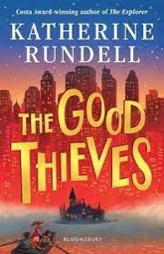 Costa Award-winning author of The Explorer
KATHERINE
RUNDELL
THE GOOD
THIEVES
BLOOMSBURY